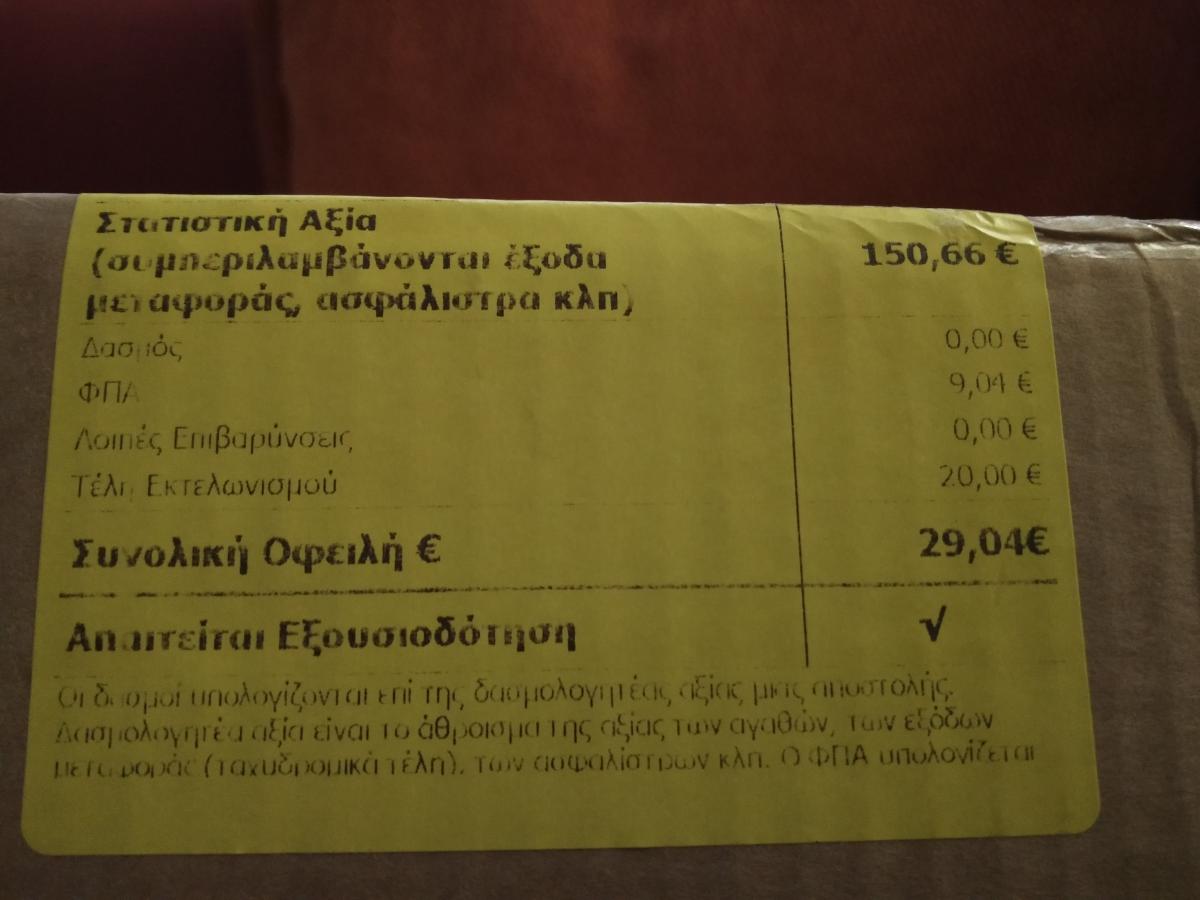 Στατιστική Αξία
(συμπεριλαμβάνονται έξοδα 150,66 €
μεταφοράς, ασφάλιστρα κλπ)
Δασμός 0,00 €
ΦΠΑ 9,04 €
Λοιπές Επιβαρύνσεις 0,00 €
Τέλη Εκτελωνισμού 20,00 €
Συνολική Οφειλή € 29,04€
Απαιτείται Εξουσιοδότηση √
Οι δασμοί υπολογίζονται επί της δασμολογητέας αξίας μιας αποστολής.
Δασμολογητέα αξία είναι το άθροισμα της αξίας των αγαθών, των εξόδων
μεταφοράς (ταχυδρομικά τέλη), των ασφαλίστρων κλπ. Ο ΦΠΑ υπολογίζεται